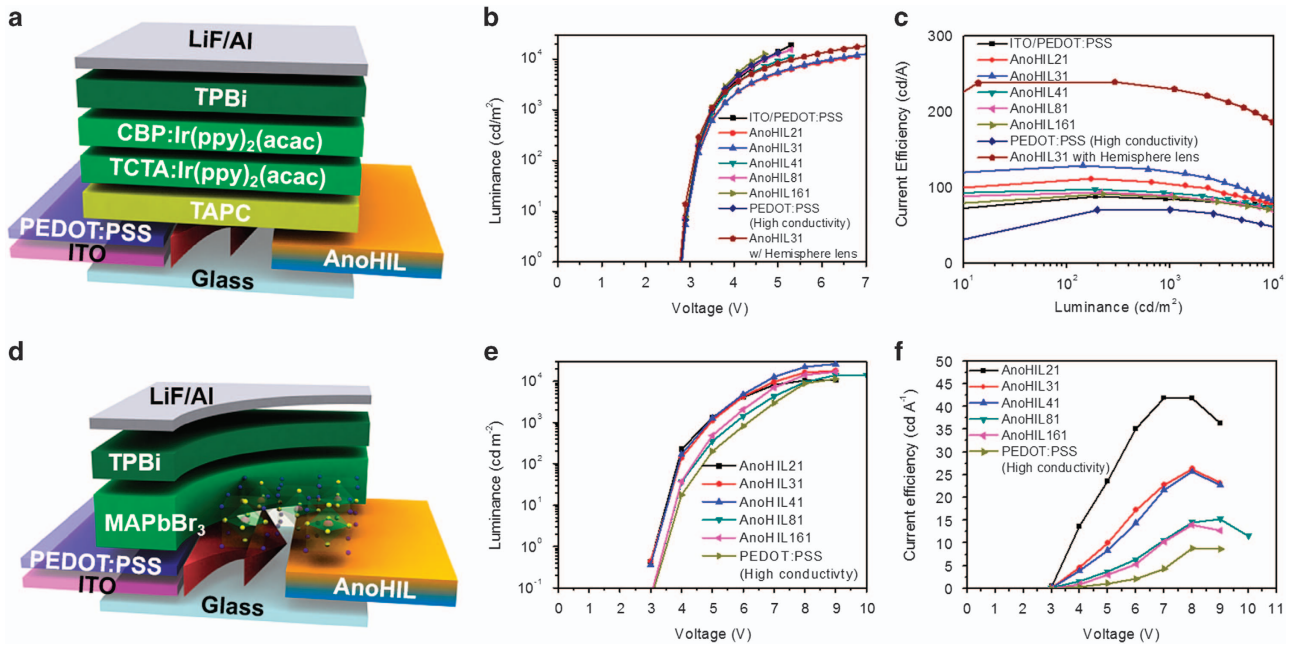 a
LiF/Al
TPBi
CBP:Ir(ppy)2(acac)
TCTA:Ir(ppy)2(acac)
TAPC
PEDOT:PSS
ITO
AnoHIL
Glass
b
10^4
10^3
10^2
10^1
10^0
Luminance (cd/m^2)
ITO/PEDOT:PSS
AnoHIL21
AnoHIL31
AnoHIL41
AnoHIL81
AnoHIL161
PEDOT:PSS
(High conductivity)
AnoHIL31
w/ Hemisphere lens
0 1 2 3 4 5 6 7
Voltage (V)
c
300
200
100
0
Current Efficiency (cd/A)
ITO/PEDOT:PSS
AnoHIL21
AnoHIL31
AnoHIL41
AnoHIL81
AnoHIL161
PEDOT:PSS (High conductivity)
AnoHIL31 with Hemisphere lens
10^1 10^2 10^3 10^4
Luminance (cd/m^2)
d
LiF/Al
TPBi
MAPbBr3
PEDOT:PSS
ITO
AnoHIL
Glass
e
10^4
10^3
10^2
10^1
10^0
10^-1
Luminance (cd m^-2)
AnoHIL21
AnoHIL31
AnoHIL41
AnoHIL81
AnoHIL161
PEDOT:PSS
(High conductivty)
0 1 2 3 4 5 6 7 8 9 10
Voltage (V)
f
50
45
40
35
30
25
20
15
10
5
0
Current efficiency (cd A^-1)
AnoHIL21
AnoHIL31
AnoHIL41
AnoHIL81
AnoHIL161
PEDOT:PSS
(High conductivity)
0 1 2 3 4 5 6 7 8 9 10 11
Voltage (V)